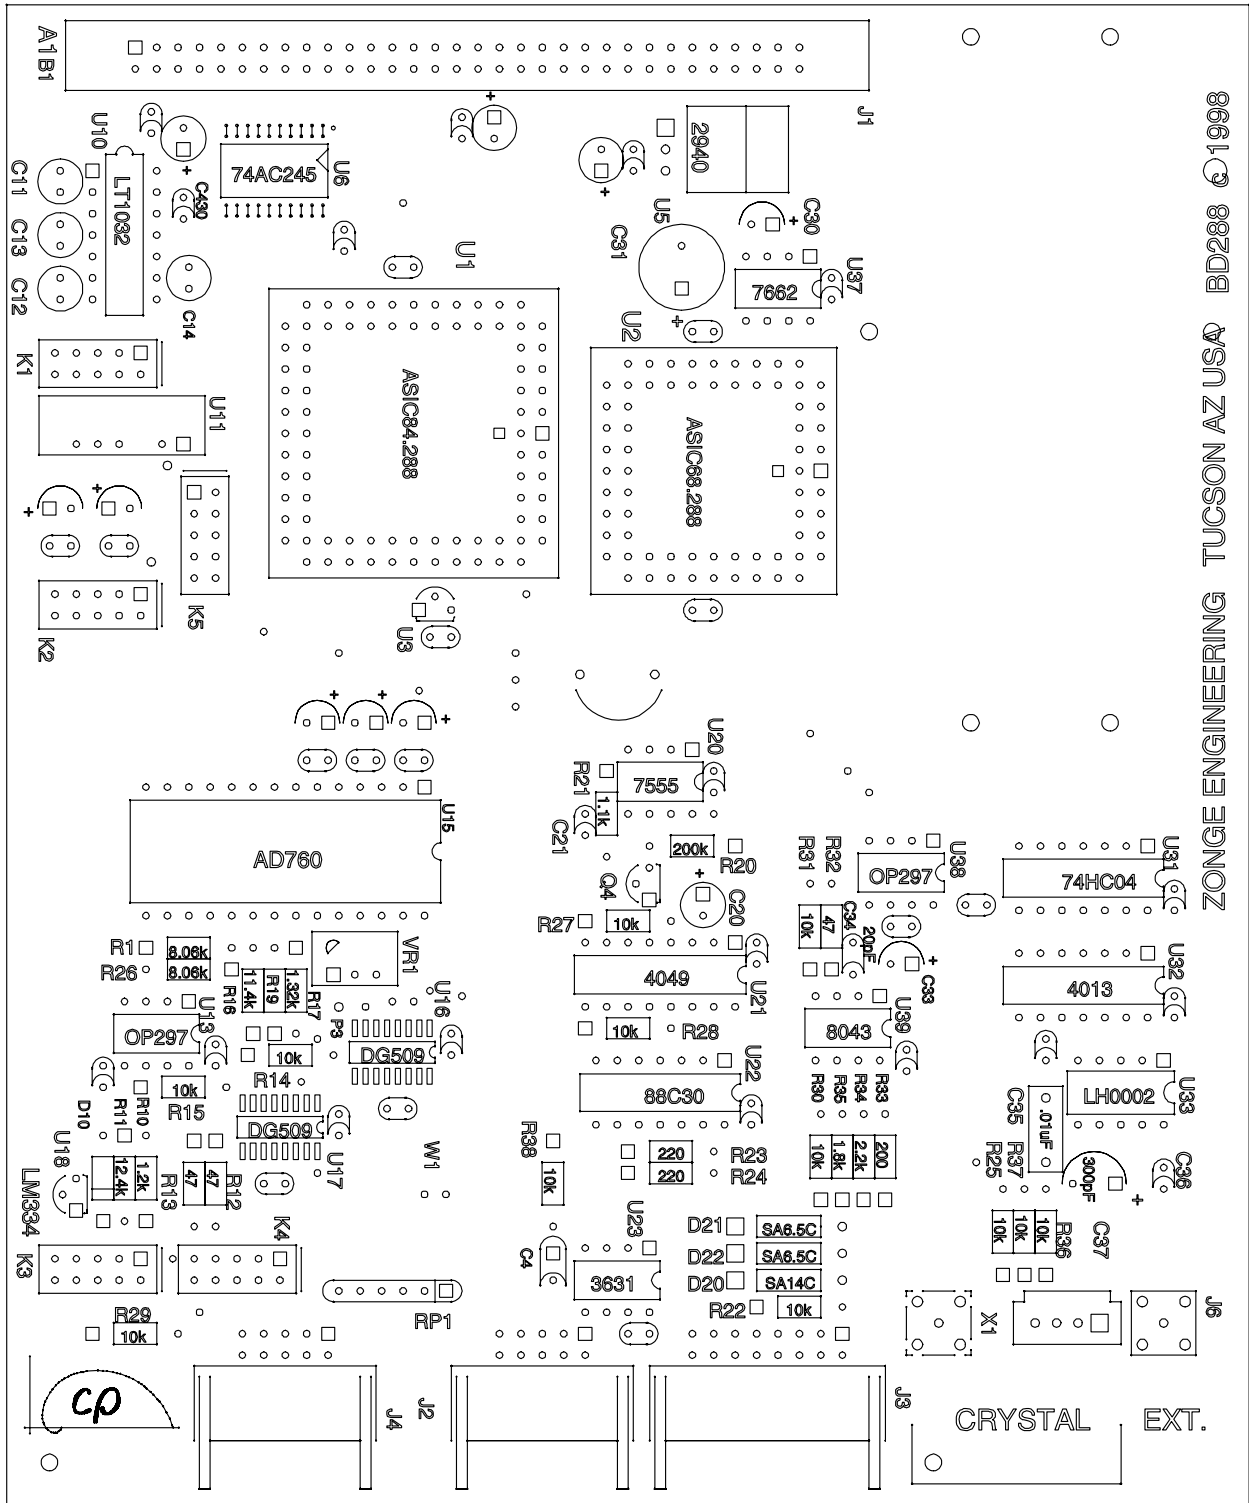 A1
B1
J1
U10
LT1032
C11
C13
C12
C430
C14
74AC245
U6
2940
U5
C31
C30
7662
U37
U1
U2
BD288 © 1998
ZONGE ENGINEERING TUCSON AZ USA
K1
U11
ASIC84.288
ASIC68.288
K5
K2
U3
U20
7555
R21
1.1k
C21
200k
R20
U15
AD760
Q4
C20
R27
10k
R31
R32
OP297
U38
74HC04
U31
10k
47
C34
20pF
C33
R1
8.06k
R26
8.06k
VR1
R16
11.4k
R19
1.32k
R17
4049
U21
4013
U32
U13
OP297
P3
U16
DG509
10k
R14
10k
R28
8043
U39
D10
R11
R10
10k
R15
88C30
U22
R30
R35
R34
R33
C35
.01uF
LH0002
U33
DG509
U17
W1
R38
10k
220
R23
220
R24
10k
1.8k
2.2k
200
R25
R37
300pF
C36
U18
LM334
12.4k
1.2k
R13
47
47
R12
K3
K4
C4
U23
3631
D21
SA6.5C
D22
SA6.5C
D20
SA14C
R22
10k
10k
10k
10k
R36
C37
R29
10k
RP1
X1
J6
cp
J4
J2
J3
CRYSTAL
EXT.